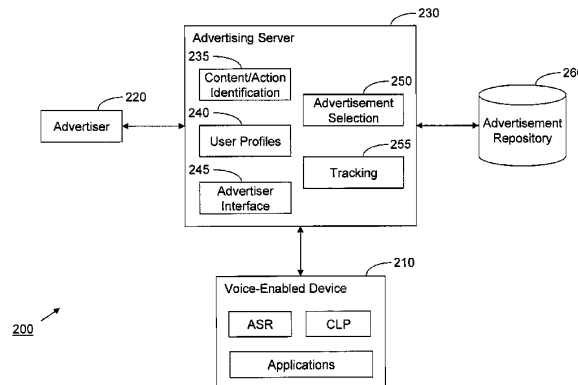 230
Advertising Server
235
Content/Action
Identification
250
Advertisement
Selection
260
Advertisement
Repository
220
Advertiser
240
User Profiles
255
Tracking
245
Advertiser
Interface
210
Voice-Enabled Device
ASR
CLP
Applications
200